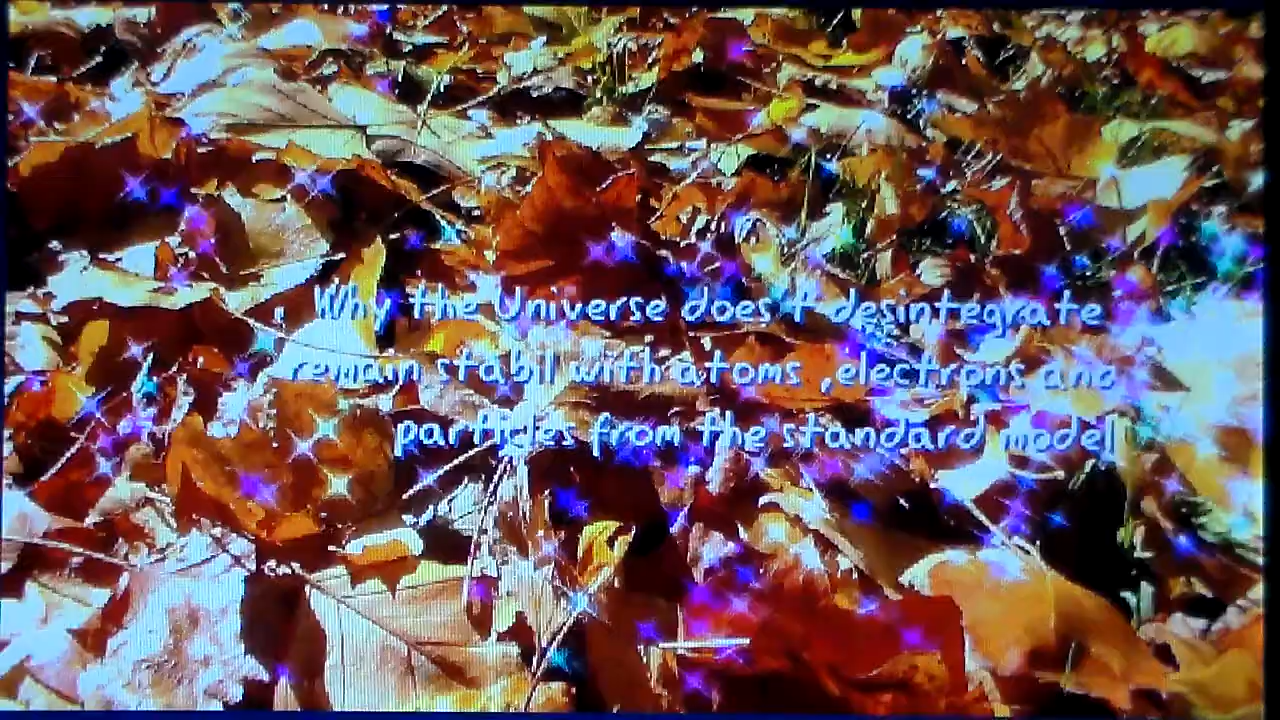 . Why the Universe does t desintegrate
remain stabil with atoms ,electrons and
particles from the standard model